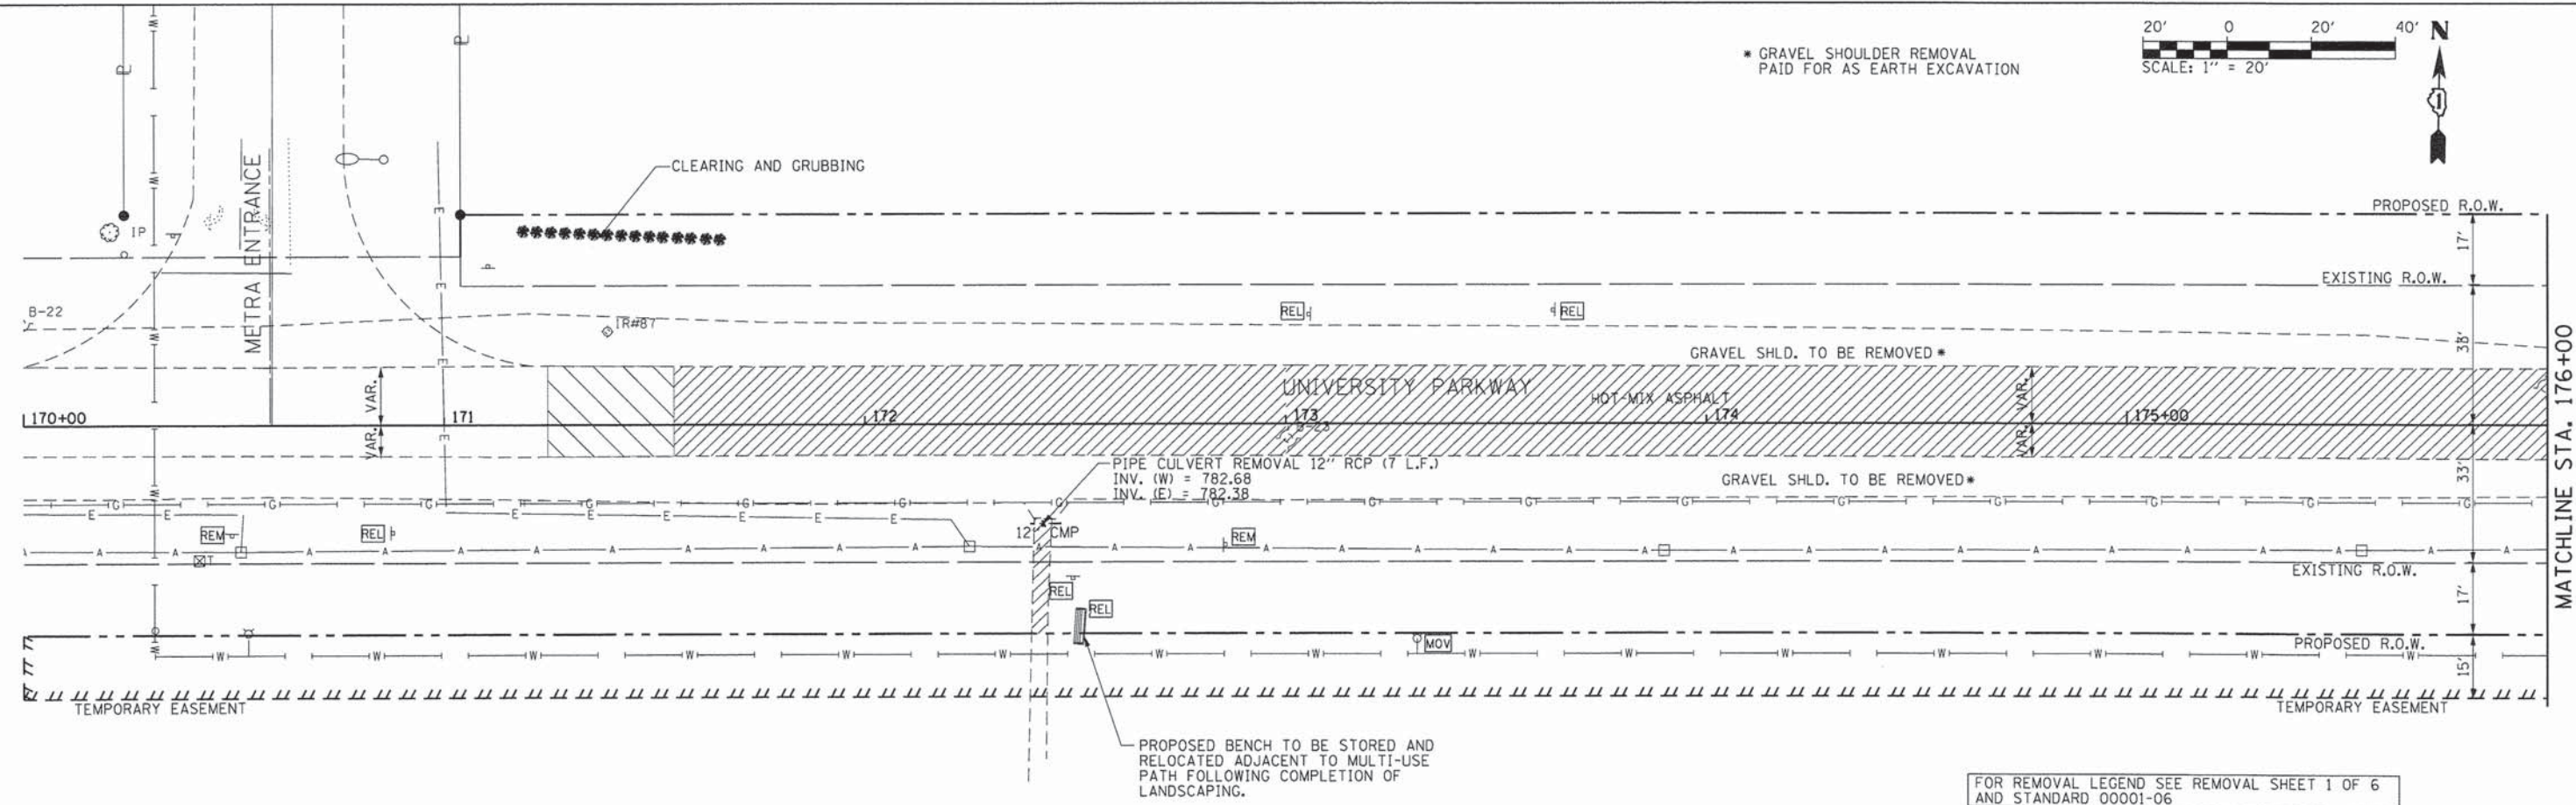 20' 0 20' 40' N
SCALE: 1" = 20'
* GRAVEL SHOULDER REMOVAL
PAID FOR AS EARTH EXCAVATION
CLEARING AND GRUBBING
METRA ENTRANCE
IP
B-22
TR#87
PROPOSED R.O.W.
17'
EXISTING R.O.W.
REL
REL
33'
GRAVEL SHLD. TO BE REMOVED *
UNIVERSITY PARKWAY
HOT-MIX ASPHALT
VAR.
VAR.
VAR.
VAR.
170+00
171
172
173
174
175+00
B-23
MATCHLINE STA. 176+00
PIPE CULVERT REMOVAL 12" RCP (7 L.F.)
INV. (W) = 782.68
INV. (E) = 782.38
GRAVEL SHLD. TO BE REMOVED *
33'
G G G G G G G G G G G G G G G G
E E E E E E E E
REM
REL
12" CMP
REM
T
A A A A A A A A A A A A A A A A A
EXISTING R.O.W.
17'
REL
REL
MOV
PROPOSED R.O.W.
W W W W W W W W W W W W W W W
15'
TEMPORARY EASEMENT
TEMPORARY EASEMENT
PROPOSED BENCH TO BE STORED AND
RELOCATED ADJACENT TO MULTI-USE
PATH FOLLOWING COMPLETION OF
LANDSCAPING.
FOR REMOVAL LEGEND SEE REMOVAL SHEET 1 OF 6
AND STANDARD 00001-06